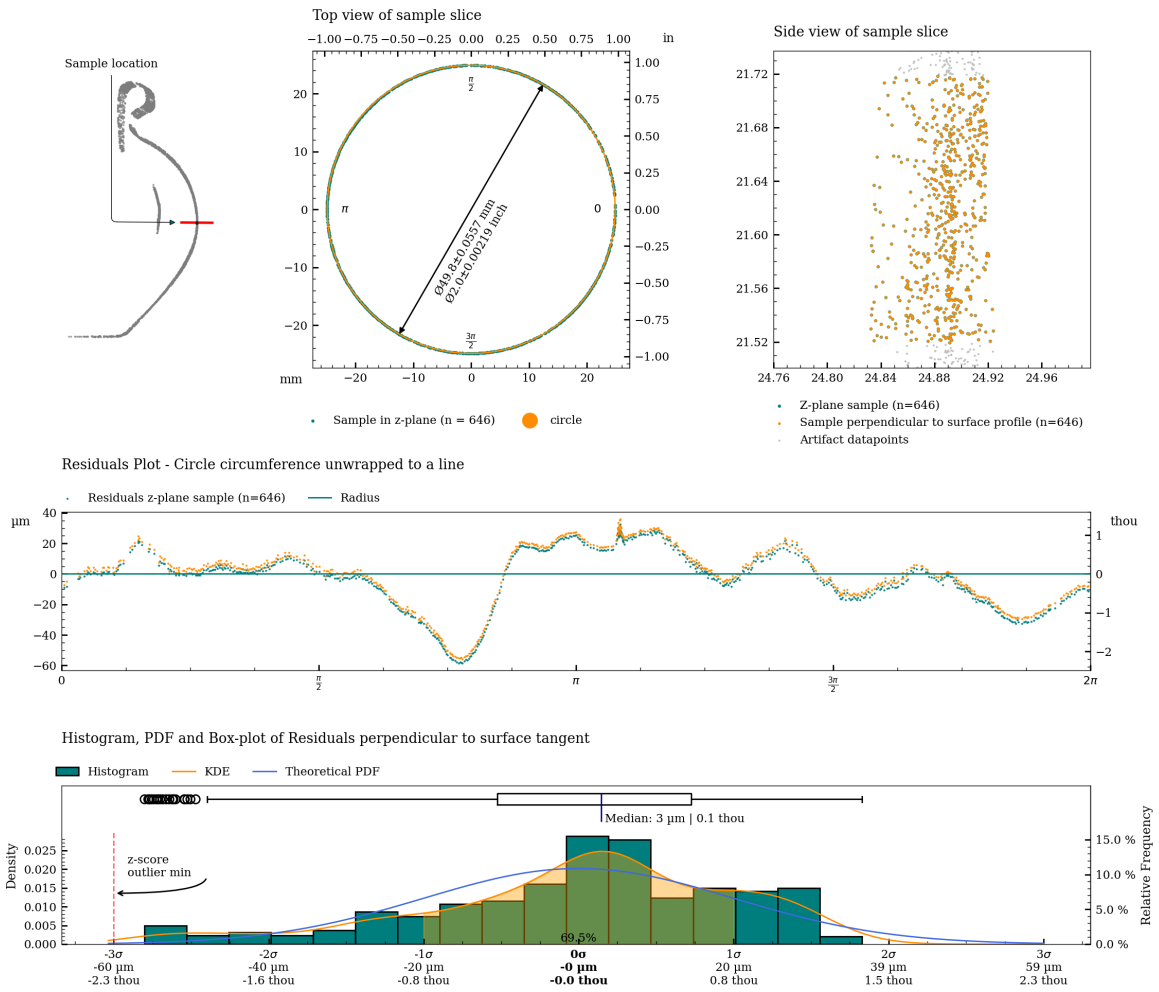 Top view of sample slice
−1.00 −0.75 −0.50 −0.25 0.00 0.25 0.50 0.75 1.00 in
Side view of sample slice
Sample location
20
10
0
−10
−20
mm
−20 −10 0 10 20
1.00
0.75
0.50
0.25
0.00
−0.25
−0.50
−0.75
−1.00
π/2
π
0
3π/2
Ø49.8±0.0557 mm
Ø2.0±0.00219 inch
Sample in z-plane (n = 646) circle
21.72
21.68
21.64
21.60
21.56
21.52
24.76 24.80 24.84 24.88 24.92 24.96
Z-plane sample (n=646)
Sample perpendicular to surface profile (n=646)
Artifact datapoints
Residuals Plot - Circle circumference unwrapped to a line
Residuals z-plane sample (n=646) Radius
µm
40
20
0
−20
−40
−60
thou
1
0
−1
−2
0 π/2 π 3π/2 2π
Histogram, PDF and Box-plot of Residuals perpendicular to surface tangent
Histogram KDE Theoretical PDF
Median: 3 µm | 0.1 thou
z-score
outlier min
69.5%
Density
0.025
0.020
0.015
0.010
0.005
0.000
15.0 %
10.0 %
5.0 %
0.0 %
Relative Frequency
-3σ -2σ -1σ 0σ 1σ 2σ 3σ
-60 µm -40 µm -20 µm -0 µm 20 µm 39 µm 59 µm
-2.3 thou -1.6 thou -0.8 thou -0.0 thou 0.8 thou 1.5 thou 2.3 thou